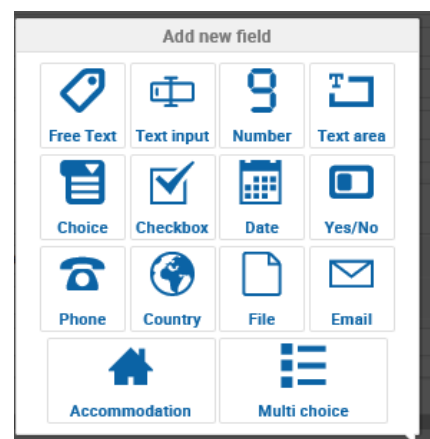 Add new field
Free Text Text input Number Text area
Choice Checkbox Date Yes/No
Phone Country File Email
Accommodation Multi choice